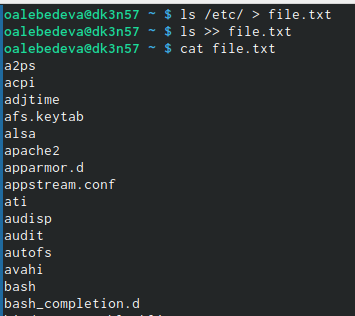 oalebedeva@dk3n57 ~ $ ls /etc/ > file.txt
oalebedeva@dk3n57 ~ $ ls >> file.txt
oalebedeva@dk3n57 ~ $ cat file.txt
a2ps
acpi
adjtime
afs.keytab
alsa
apache2
apparmor.d
appstream.conf
ati
audisp
audit
autofs
avahi
bash
bash_completion.d